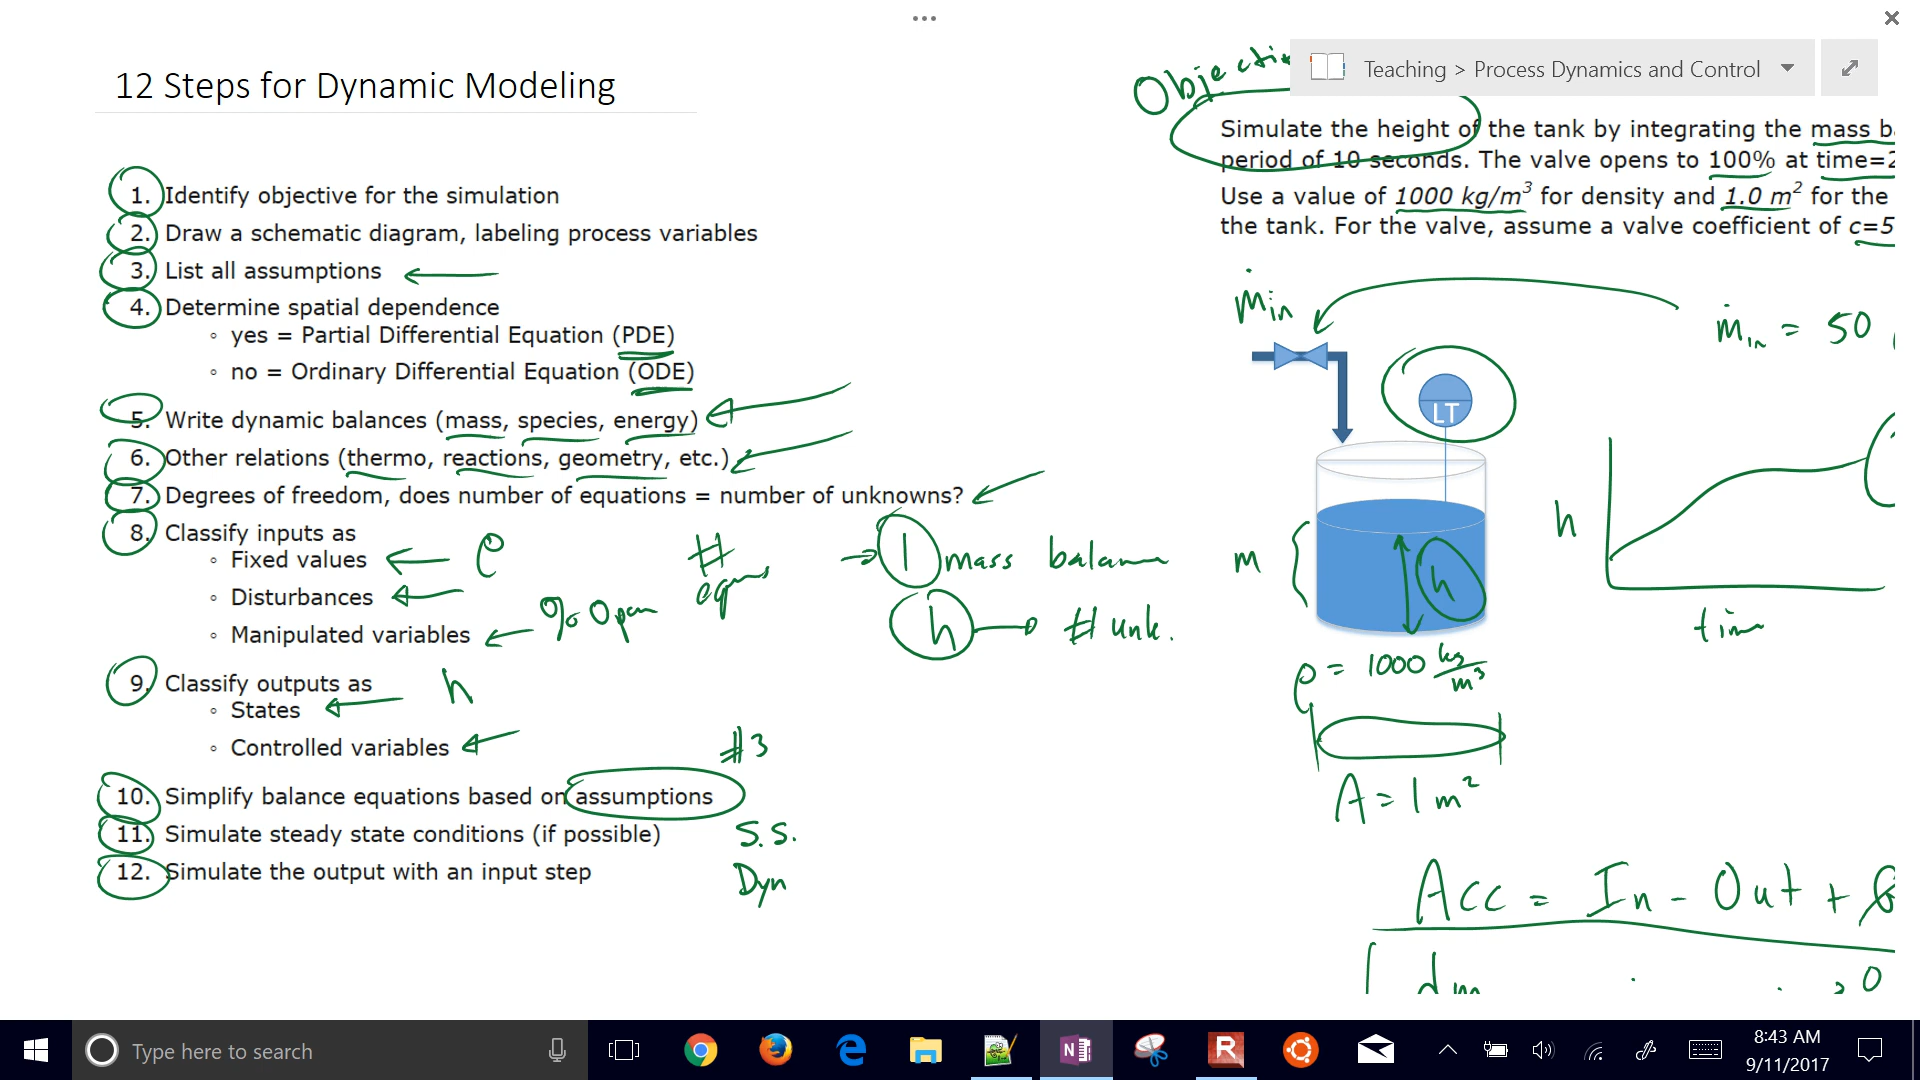 12 Steps for Dynamic Modeling
1. Identify objective for the simulation
2. Draw a schematic diagram, labeling process variables
3. List all assumptions
4. Determine spatial dependence
◦ yes = Partial Differential Equation (PDE)
◦ no = Ordinary Differential Equation (ODE)
5. Write dynamic balances (mass, species, energy)
6. Other relations (thermo, reactions, geometry, etc.)
7. Degrees of freedom, does number of equations = number of unknowns?
8. Classify inputs as
◦ Fixed values ρ
◦ Disturbances
◦ Manipulated variables % Open
# eqns → 1 mass balance
h → # unk.
9. Classify outputs as
◦ States h
◦ Controlled variables
#3
10. Simplify balance equations based on assumptions
11. Simulate steady state conditions (if possible) S.S.
12. Simulate the output with an input step Dyn
Teaching > Process Dynamics and Control
Simulate the height of the tank by integrating the mass
period of 10 seconds. The valve opens to 100% at time=2
Use a value of 1000 kg/m³ for density and 1.0 m² for the
the tank. For the valve, assume a valve coefficient of c=5
ṁin
ṁin = 50
LT
m
h
h
time
ρ = 1000 kg/m³
A = 1 m²
Acc = In - Out +
dm
0
Type here to search
8:43 AM
9/11/2017